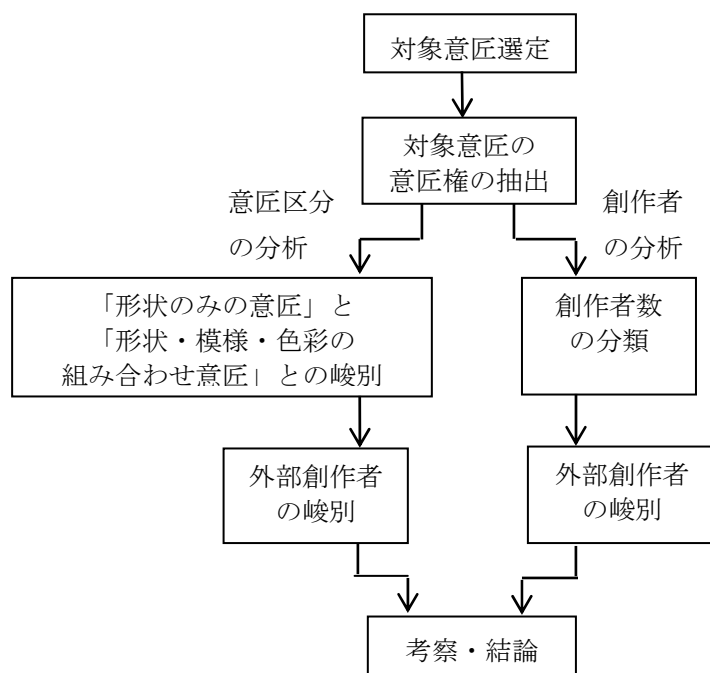 対象意匠選定
対象意匠の
意匠権の抽出
意匠区分
の分析
創作者
の分析
「形状のみの意匠」と
「形状・模様・色彩の
組み合わせ意匠」との峻別
創作者数
の分類
外部創作者
の峻別
外部創作者
の峻別
考察・結論